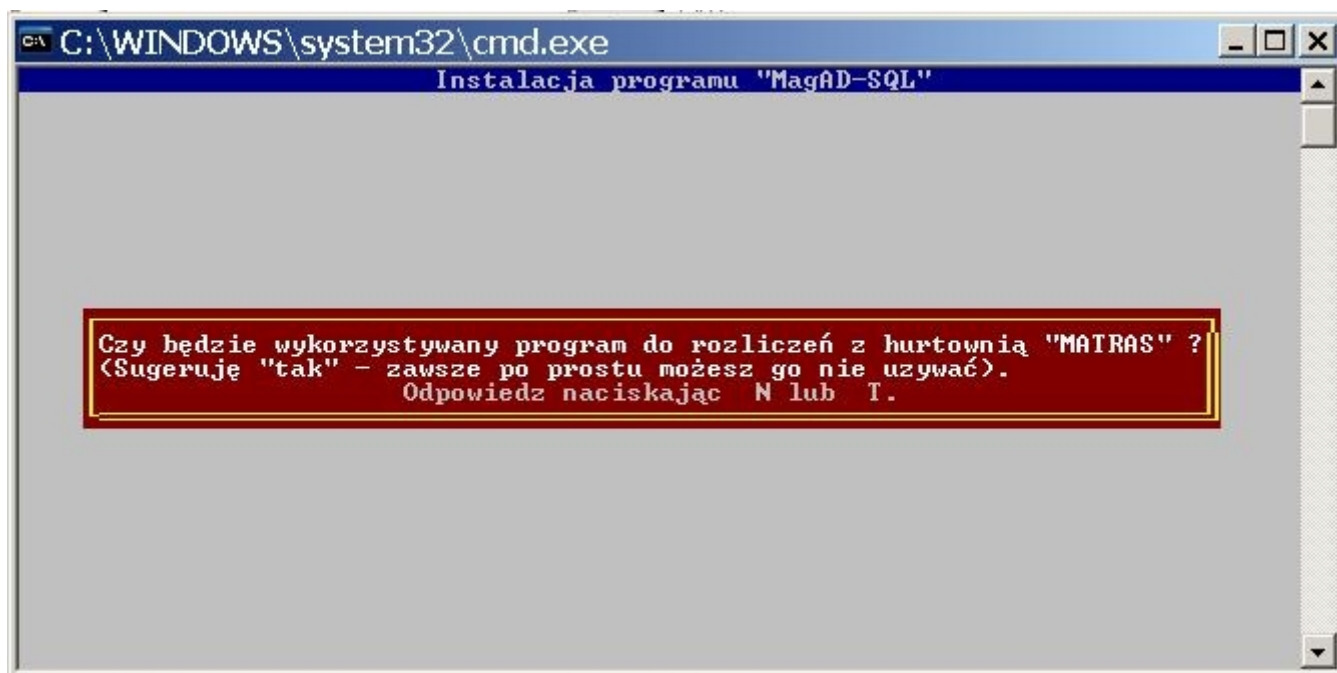 C:\WINDOWS\system32\cmd.exe
Instalacja programu "MagAD-SQL"
Czy będzie wykorzystywany program do rozliczeń z hurtownią "MATRAS" ?
(Sugeruję "tak" - zawsze po prostu możesz go nie uzywać).
Odpowiedz naciskając N lub T.